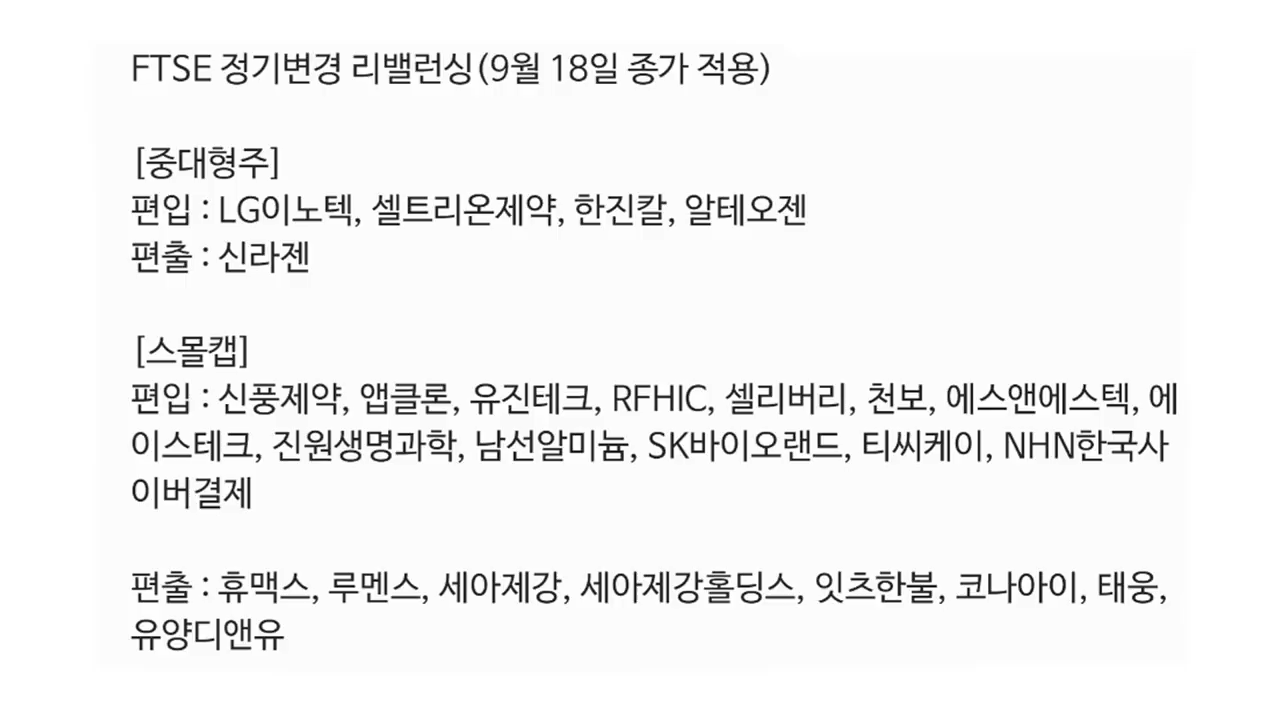 FTSE 정기변경 리밸런싱(9월 18일 종가 적용)
[중대형주]
편입 : LG이노텍, 셀트리온제약, 한진칼, 알테오젠
편출 : 신라젠
[스몰캡]
편입 : 신풍제약, 앱클론, 유진테크, RFHIC, 셀리버리, 천보, 에스앤에스텍, 에
이스테크, 진원생명과학, 남선알미늄, SK바이오랜드, 티씨케이, NHN한국사
이버결제
편출 : 휴맥스, 루멘스, 세아제강, 세아제강홀딩스, 잇츠한불, 코나아이, 태웅,
유양디앤유